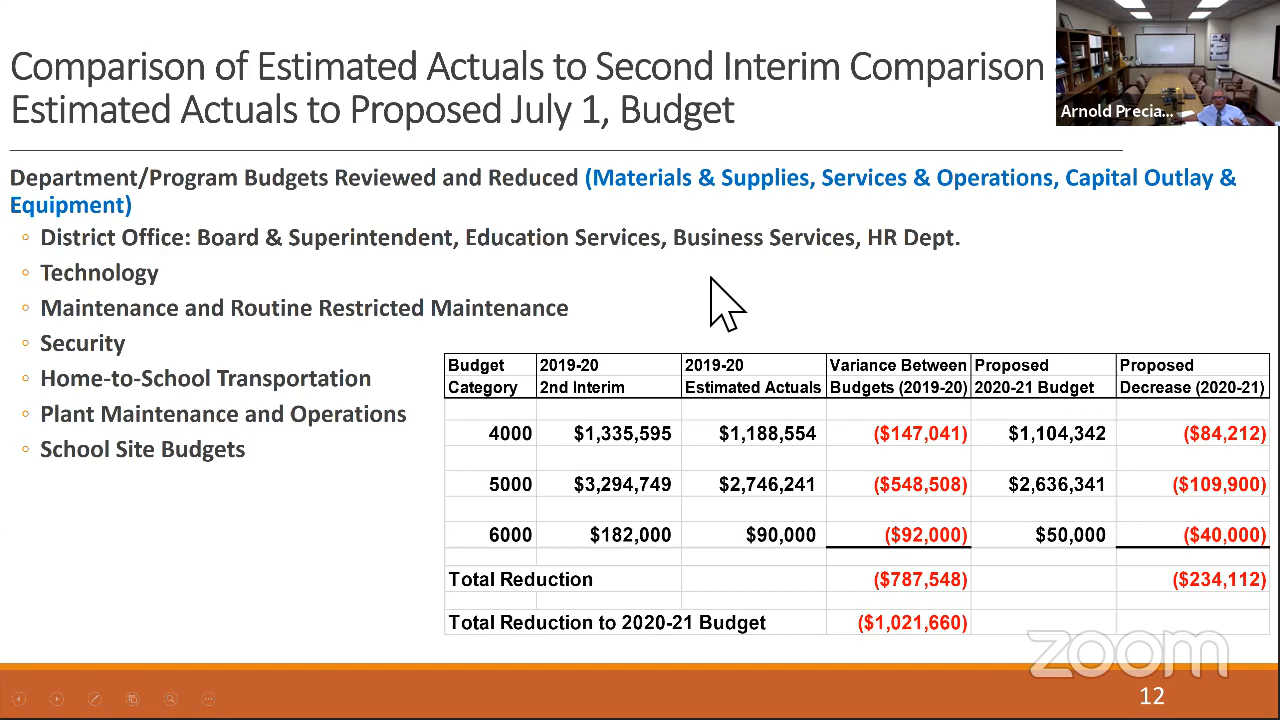 Comparison of Estimated Actuals to Second Interim Comparison
Estimated Actuals to Proposed July 1, Budget
Arnold Precia...
Department/Program Budgets Reviewed and Reduced (Materials & Supplies, Services & Operations, Capital Outlay &
Equipment)
District Office: Board & Superintendent, Education Services, Business Services, HR Dept.
Technology
Maintenance and Routine Restricted Maintenance
Security
Home-to-School Transportation
Plant Maintenance and Operations
School Site Budgets
Budget 2019-20 2019-20 Variance Between Proposed Proposed
Category 2nd Interim Estimated Actuals Budgets (2019-20) 2020-21 Budget Decrease (2020-21)
4000 $1,335,595 $1,188,554 ($147,041) $1,104,342 ($84,212)
5000 $3,294,749 $2,746,241 ($548,508) $2,636,341 ($109,900)
6000 $182,000 $90,000 ($92,000) $50,000 ($40,000)
Total Reduction ($787,548) ($234,112)
Total Reduction to 2020-21 Budget ($1,021,660)
zoom
12